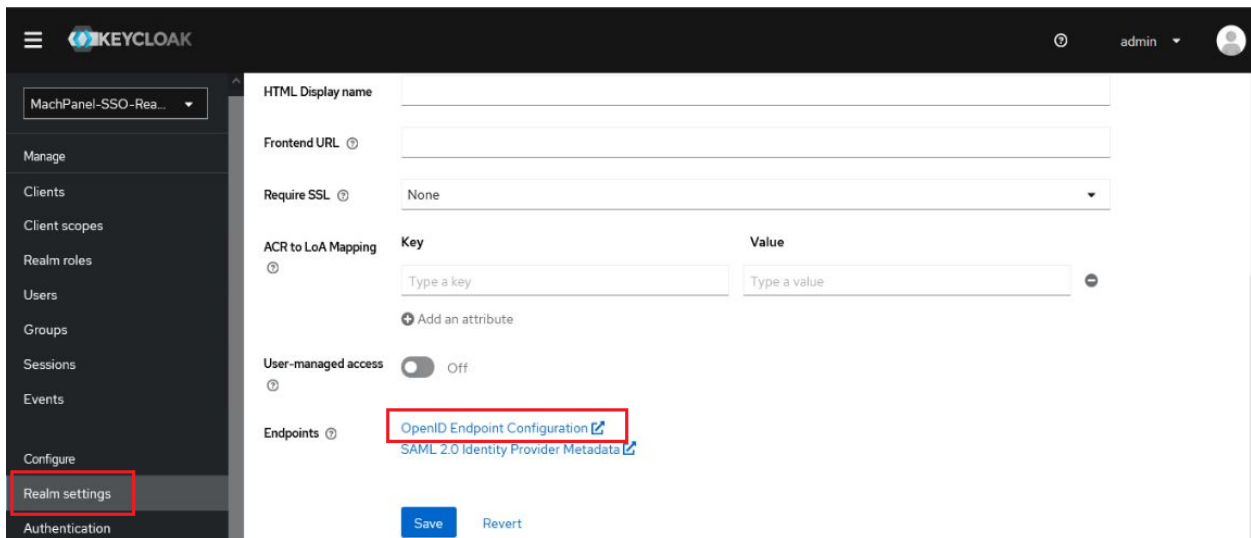 KEYCLOAK
admin
MachPanel-SSO-Rea...
Manage
Clients
Client scopes
Realm roles
Users
Groups
Sessions
Events
Configure
Realm settings
Authentication
HTML Display name
Frontend URL
Require SSL
None
ACR to LoA Mapping
Key
Value
Type a key
Type a value
Add an attribute
User-managed access
Off
Endpoints
OpenID Endpoint Configuration
SAML 2.0 Identity Provider Metadata
Save
Revert